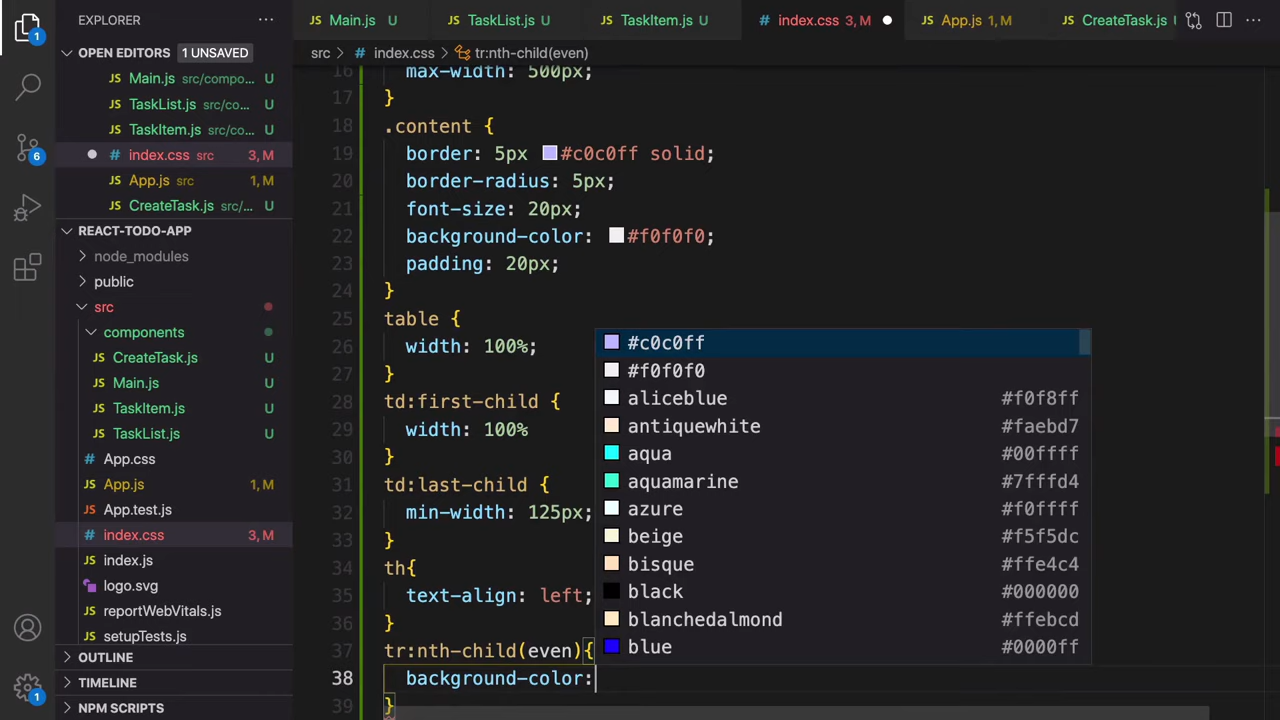 EXPLORER
OPEN EDITORS 1 UNSAVED
Main.js src/compo... U
TaskList.js src/co... U
TaskItem.js src/co... U
index.css src 3, M
App.js src 1, M
CreateTask.js src/... U
REACT-TODO-APP
node_modules
public
src
components
CreateTask.js U
Main.js U
TaskItem.js U
TaskList.js U
App.css
App.js 1, M
App.test.js
index.css 3, M
index.js
logo.svg
reportWebVitals.js
setupTests.js
OUTLINE
TIMELINE
NPM SCRIPTS
1
6
1
JS Main.js U JS TaskList.js U JS TaskItem.js U # index.css 3, M JS App.js 1, M JS CreateTask.js U
src > # index.css > tr:nth-child(even)
16 max-width: 500px;
17 }
18 .content {
19 border: 5px #c0c0ff solid;
20 border-radius: 5px;
21 font-size: 20px;
22 background-color: #f0f0f0;
23 padding: 20px;
24 }
25 table {
26 width: 100%;
27 }
28 td:first-child {
29 width: 100%
30 }
31 td:last-child {
32 min-width: 125px;
33 }
34 th{
35 text-align: left;
36 }
37 tr:nth-child(even){
38 background-color:
39 }
#c0c0ff
#f0f0f0
aliceblue #f0f8ff
antiquewhite #faebd7
aqua #00ffff
aquamarine #7fffd4
azure #f0ffff
beige #f5f5dc
bisque #ffe4c4
black #000000
blanchedalmond #ffebcd
blue #0000ff